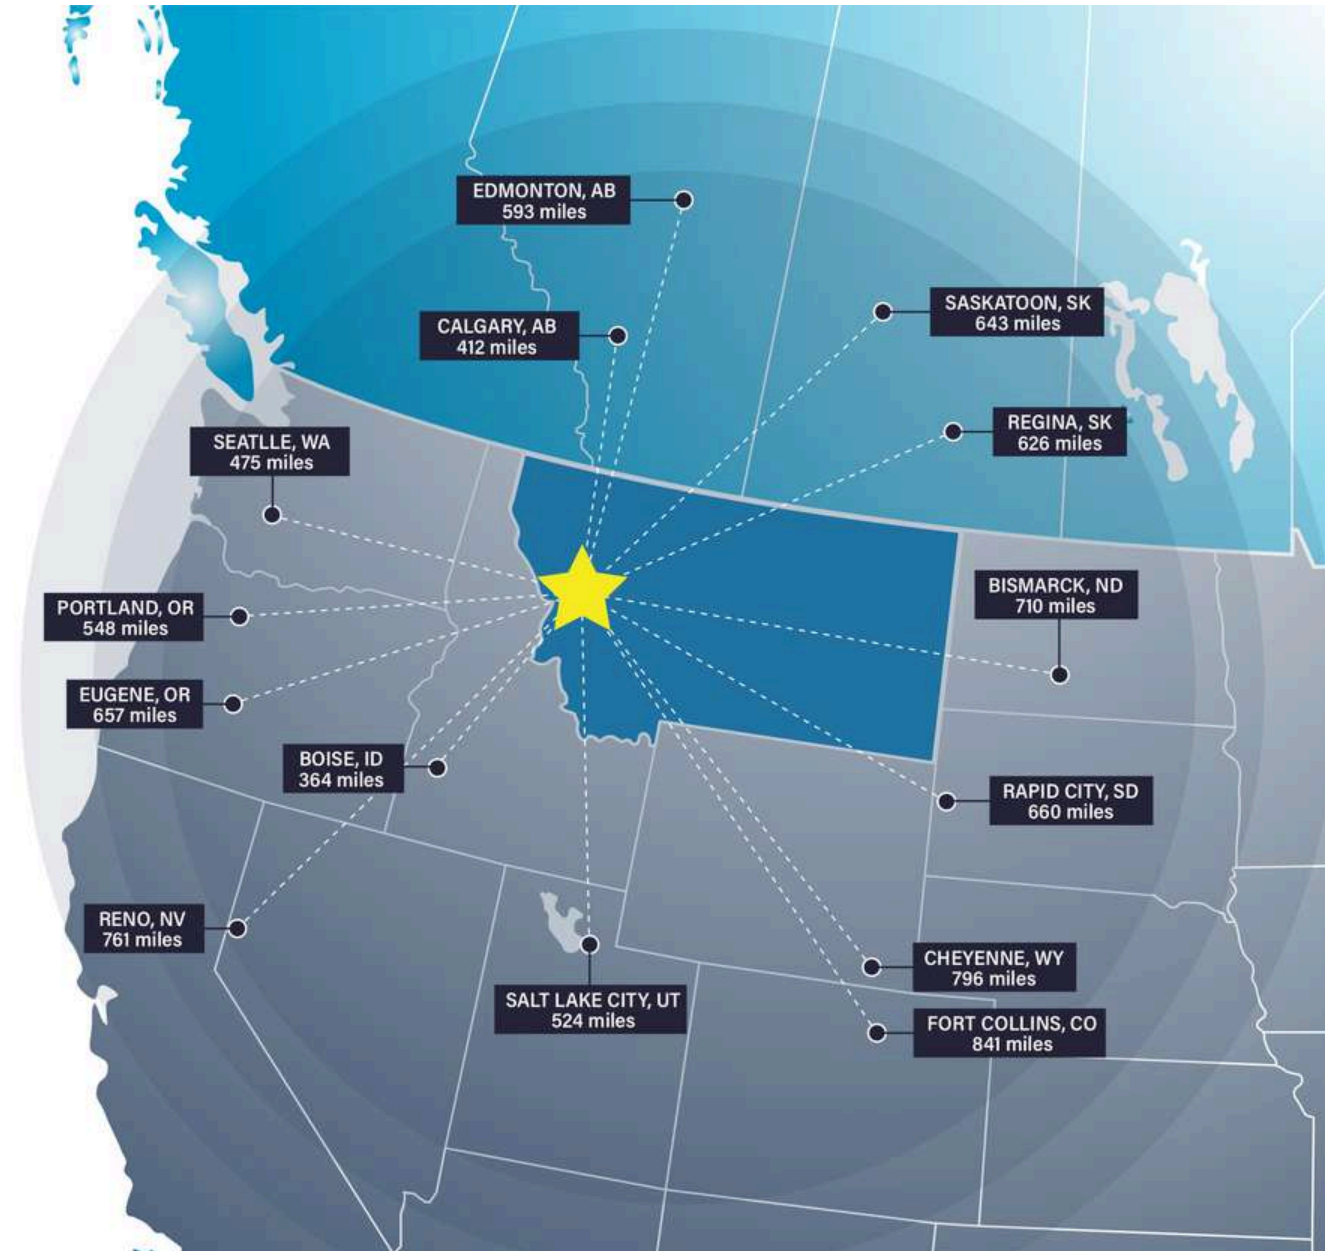 EDMONTON, AB
593 miles
SASKATOON, SK
643 miles
CALGARY, AB
412 miles
REGINA, SK
626 miles
SEATLLE, WA
475 miles
BISMARCK, ND
710 miles
PORTLAND, OR
548 miles
EUGENE, OR
657 miles
BOISE, ID
364 miles
RAPID CITY, SD
660 miles
RENO, NV
761 miles
CHEYENNE, WY
796 miles
SALT LAKE CITY, UT
524 miles
FORT COLLINS, CO
841 miles